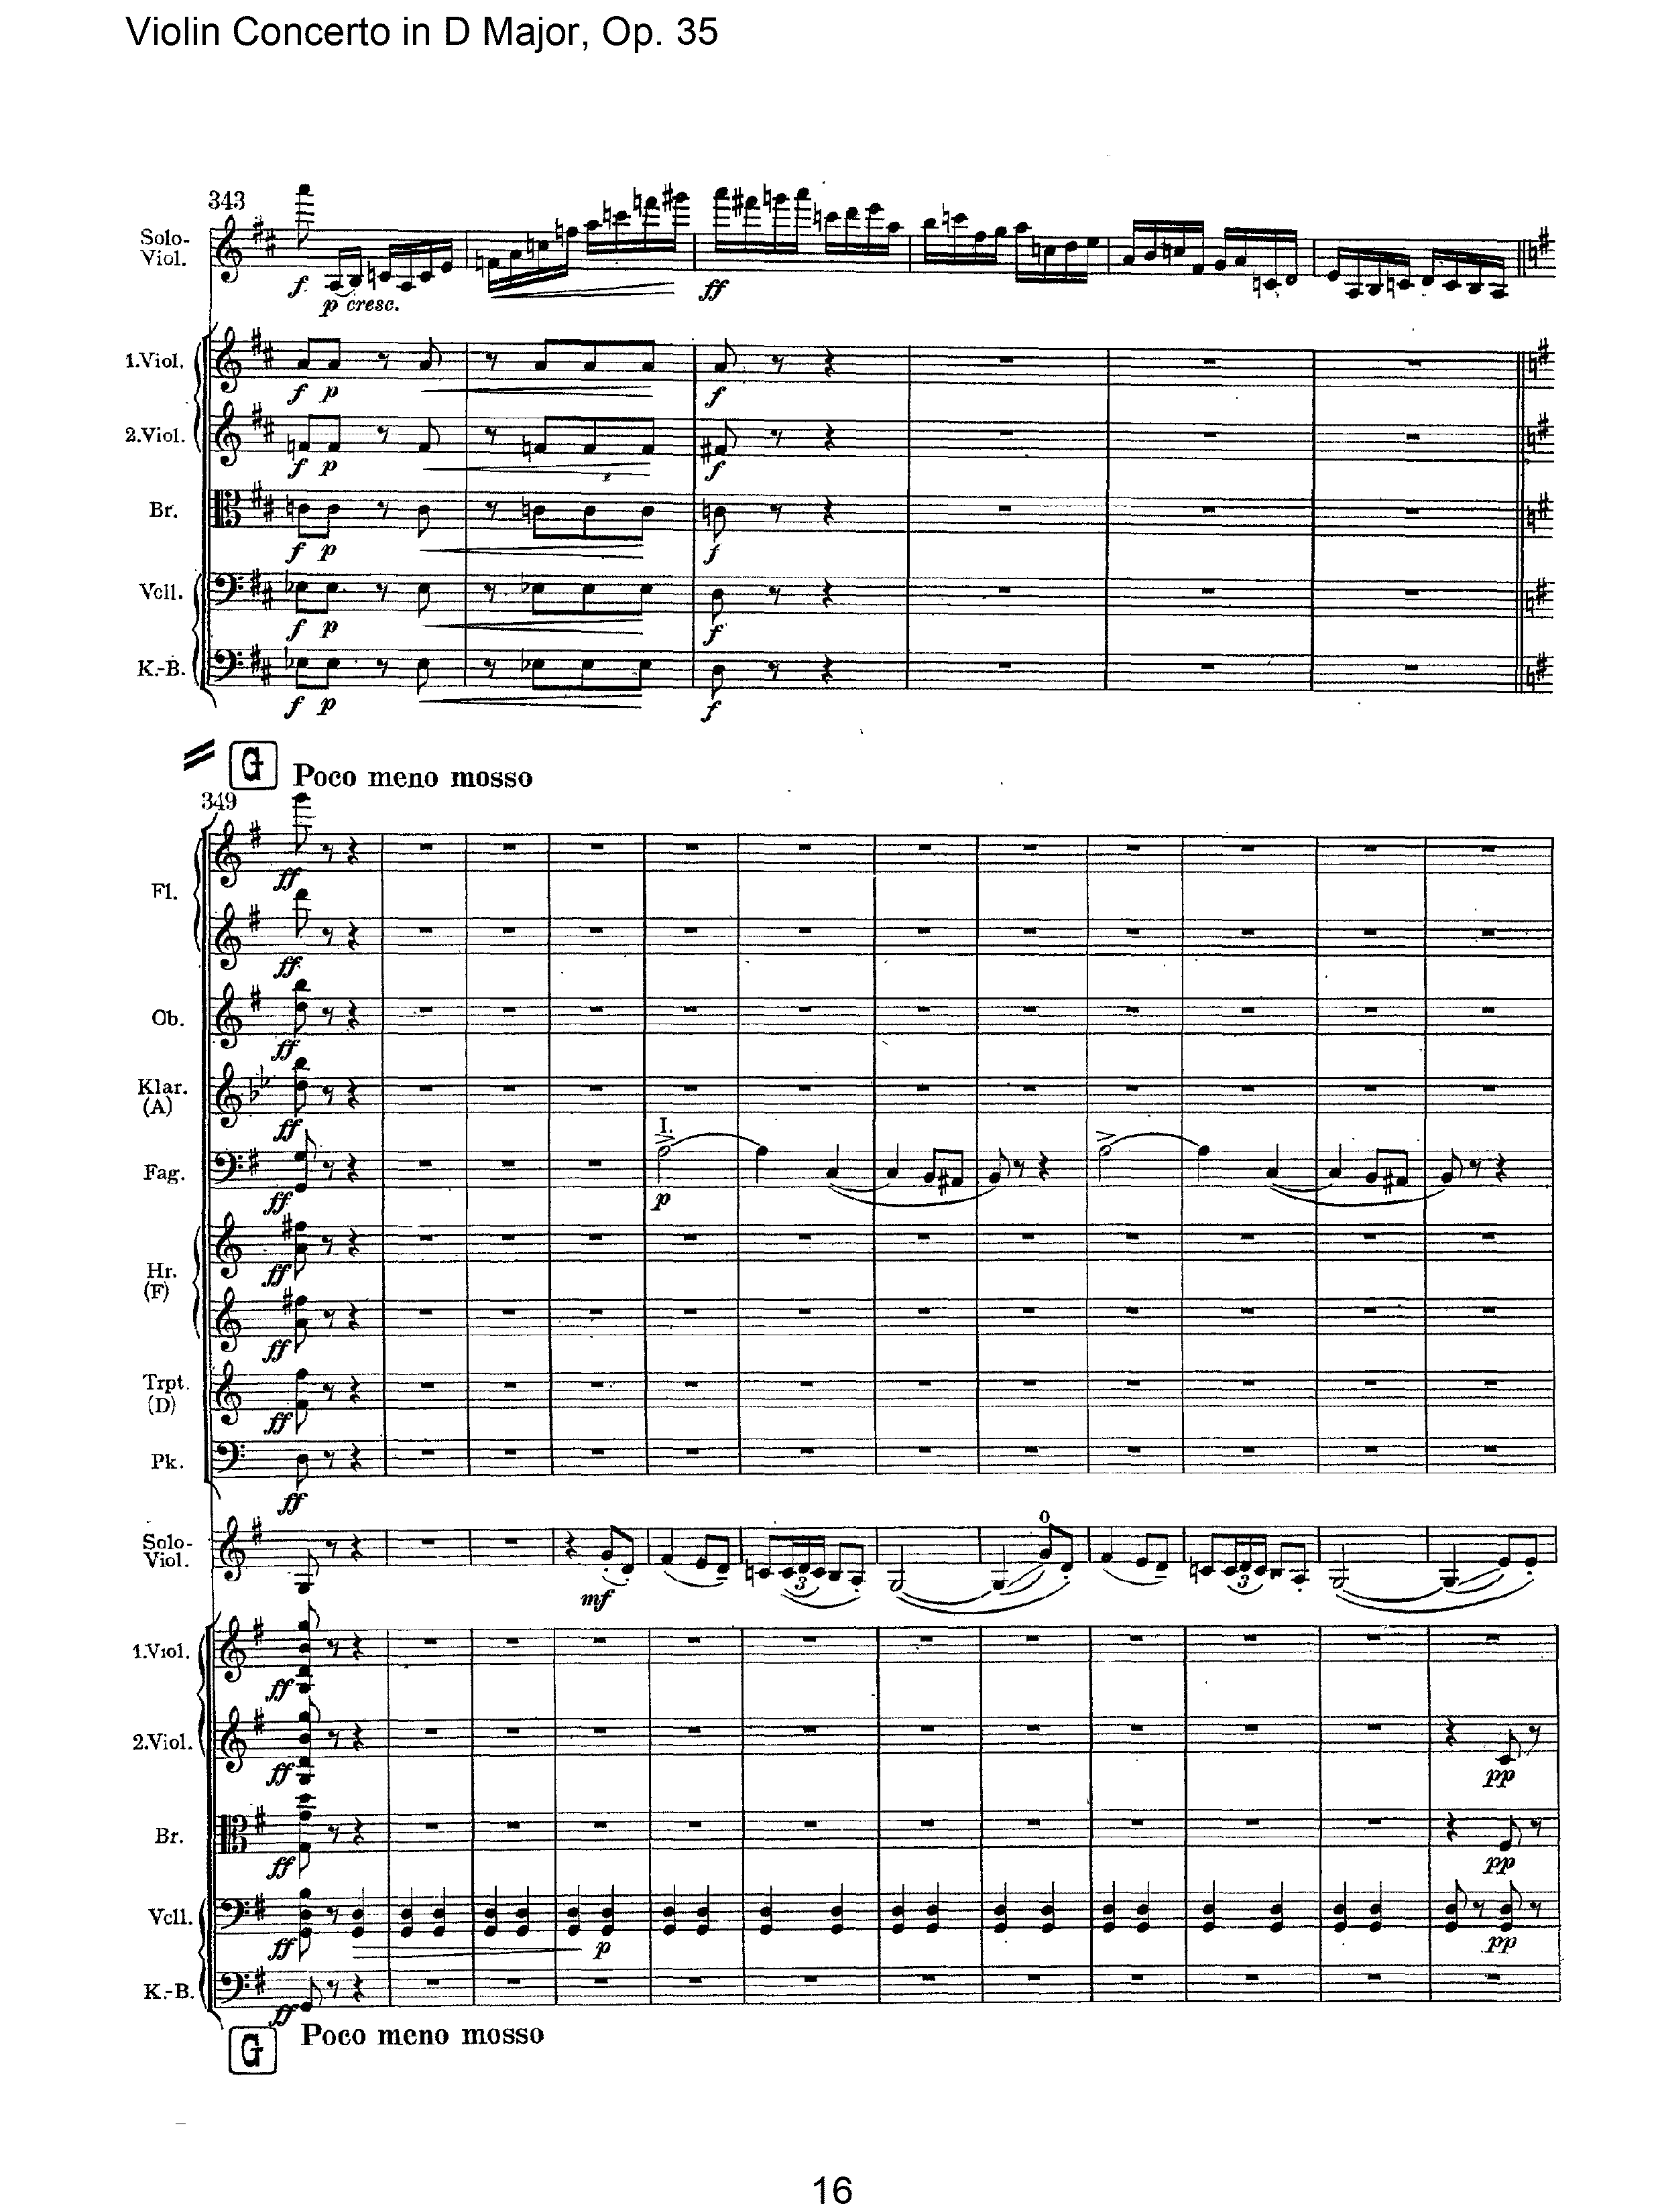 Violin Concerto in D Major, Op. 35
343
Solo-
Viol.
f
p cresc.
ff
1.Viol.
f p
f
2.Viol.
f p
f
Br.
f p
f
Vcll.
f p
f
K.-B.
f p
f
G Poco meno mosso
349
Fl.
ff
ff
Ob.
ff
Klar.
(A)
ff
I.
Fag.
ff
p
Hr.
(F)
ff
ff
Trpt.
(D)
ff
Pk.
ff
Solo-
Viol.
mf
3
o
3
1.Viol.
ff
2.Viol.
ff
pp
Br.
ff
pp
Vcll.
ff
p
pp
K.-B.
ff
G Poco meno mosso
16